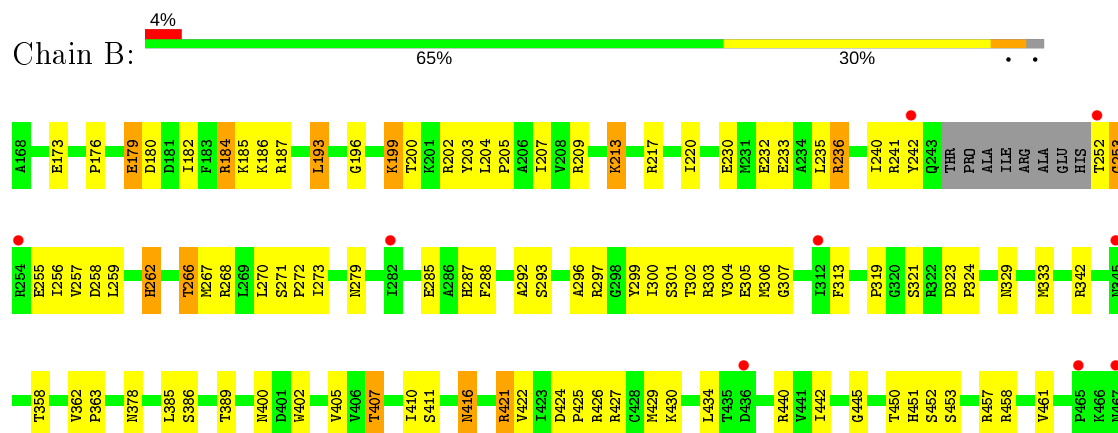 4%
Chain B:
65% 30% • •
A168 E173 P176 E179 D180 D181 I182 F183 R184 K185 K186 R187 L193 G196 K199 T200 K201 R202 Y203 L204 P205 A206 I207 V208 R209 K213 R217 I220 E230 M231 E232 E233 A234 L235 R236 I240 R241 Y242 Q243 THR PRO ALA ILE ARG ALA GLU HIS T252
R254 E255 I256 V257 D258 L259 H262 T266 M267 R268 L269 L270 S271 P272 I273 N279 I282 E285 A286 H287 F288 A292 S293 A296 R297 G298 Y299 I300 S301 T302 R303 V304 E305 M306 G307 I312 F313 P319 G320 S321 R322 D323 P324 N329 M333 R342 N345
T358 V362 P363 N378 L385 S386 T389 N400 D401 W402 V405 V406 T407 I410 S411 N416 R421 V422 I423 D424 P425 R426 R427 C428 M429 K430 L434 T435 D436 R440 V441 I442 G445 T450 H451 S452 S453 R457 R458 V461 P465 K466